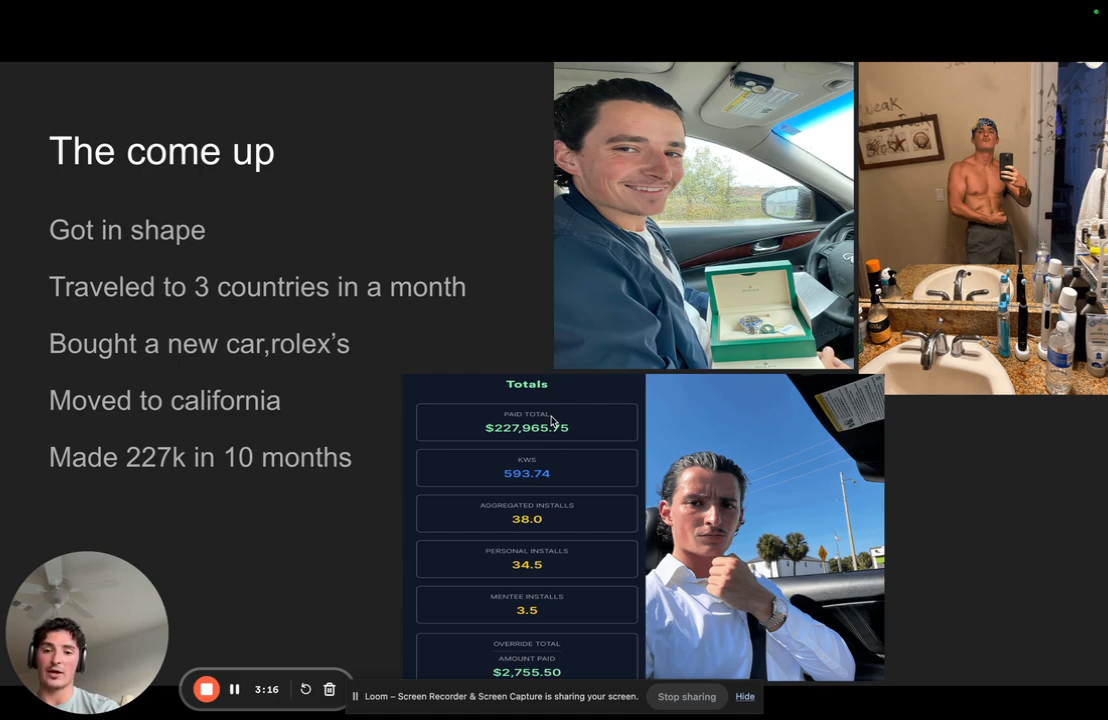 The come up
Got in shape
Traveled to 3 countries in a month
Bought a new car,rolex's
Moved to california
Made 227k in 10 months
Totals
PAID TOTAL
$227,965.75
KWS
593.74
AGGREGATED INSTALLS
38.0
PERSONAL INSTALLS
34.5
MENTEE INSTALLS
3.5
OVERRIDE TOTAL
AMOUNT PAID
$2,755.50
weak
3:16
Loom – Screen Recorder & Screen Capture is sharing your screen.
Stop sharing
Hide